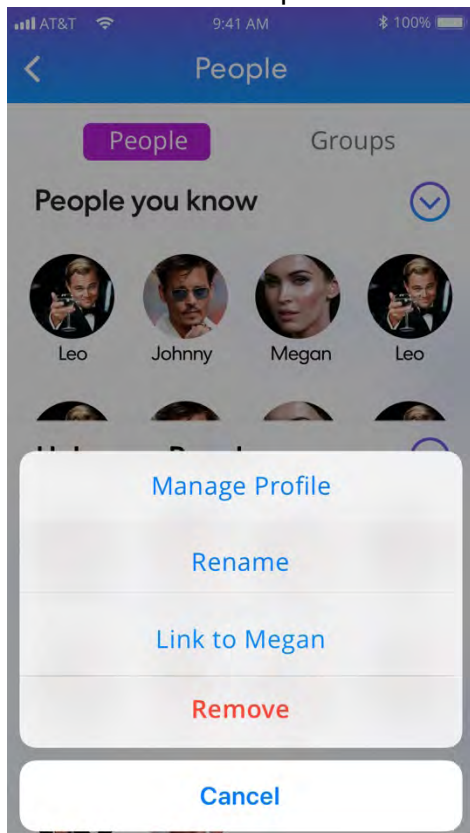 AT&T 9:41 AM 100%
People
People Groups
People you know
Leo Johnny Megan Leo
Manage Profile
Rename
Link to Megan
Remove
Cancel